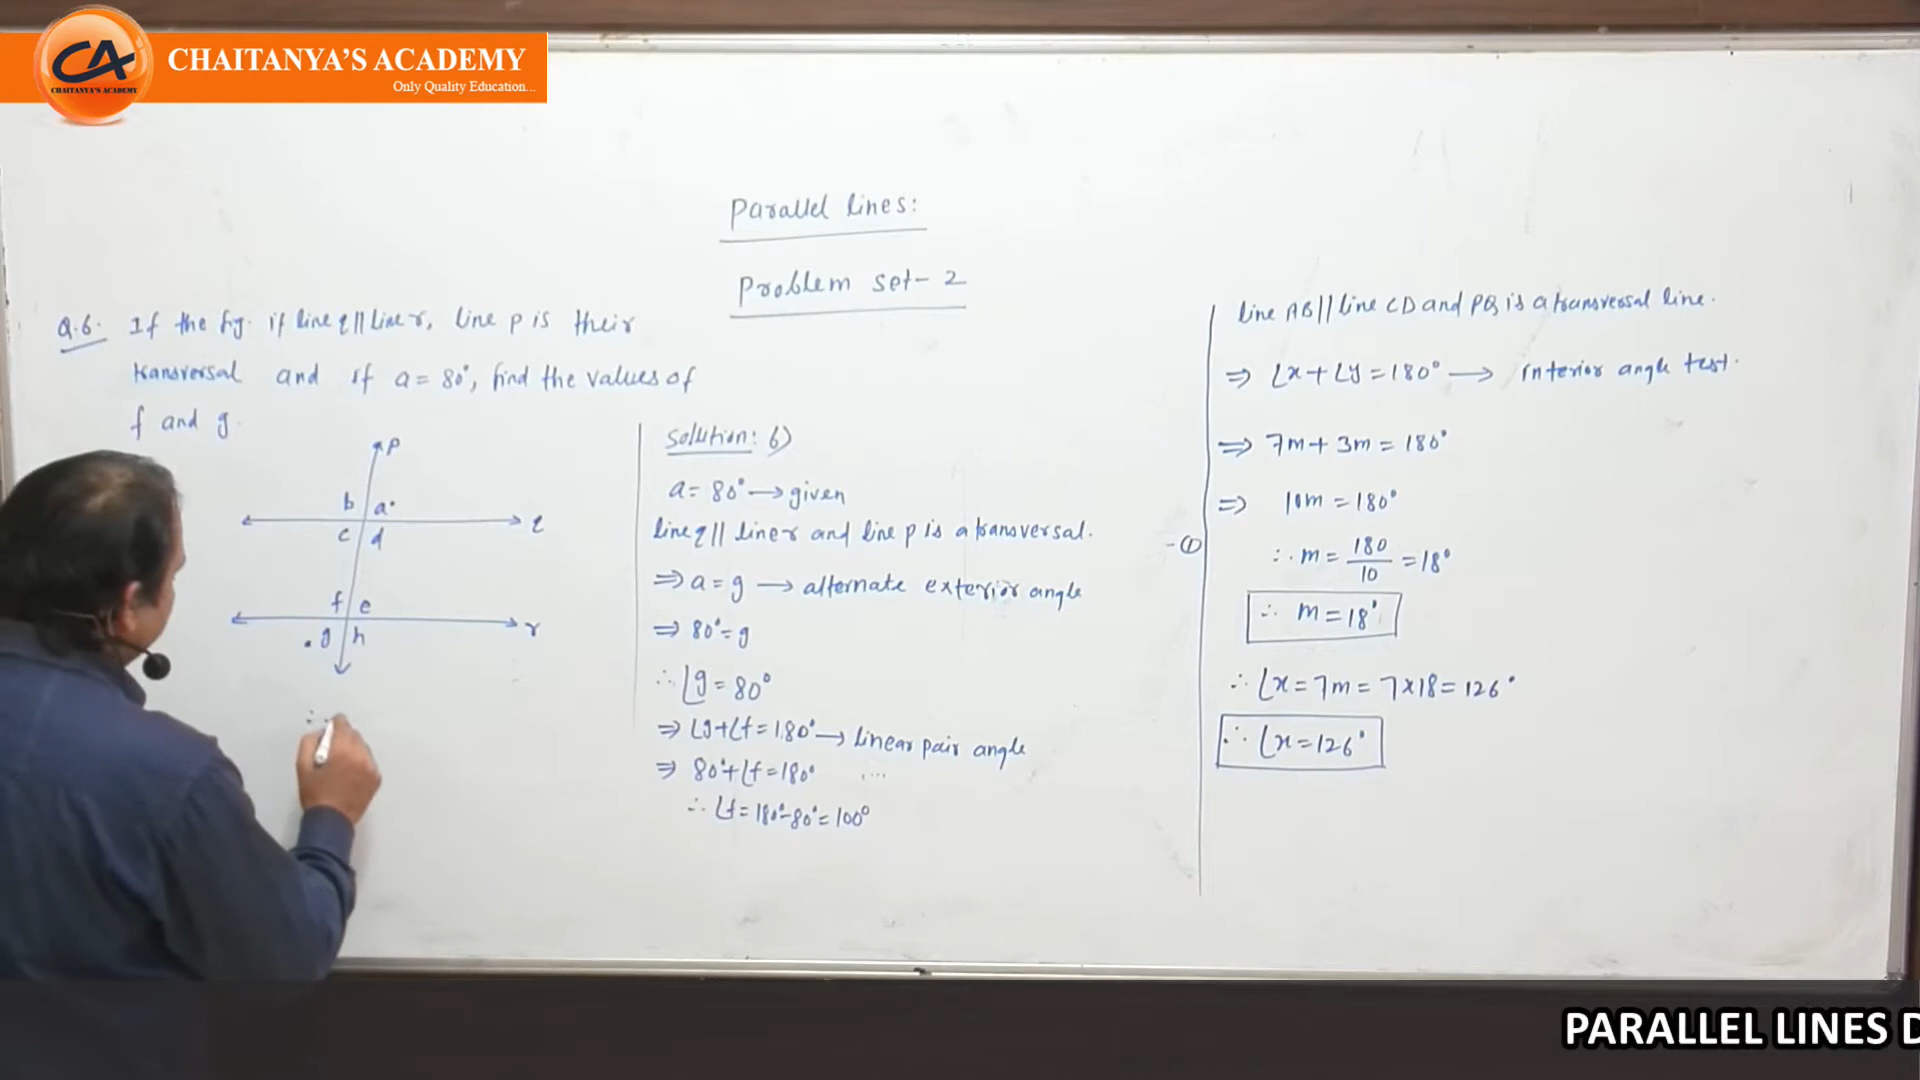 CA
CHAITANYA'S ACADEMY
CHAITANYA'S ACADEMY
Only Quality Education...
Parallel lines:
Problem set-2
Q.6. If the fig. if line q || line r, line p is their
transversal and if a = 80°, find the values of
f and g.
p
b a
c d
l
f e
g h
r
∴
Solution: 6)
a = 80° → given
line q || line r and line p is a transversal.
⇒ a = g → alternate exterior angle
⇒ 80° = g
∴ ∠g = 80°
⇒ ∠g + ∠f = 180° → linear pair angle
⇒ 80° + ∠f = 180° ...
∴ ∠f = 180° - 80° = 100°
- ①
line AB || line CD and PQ is a transversal line.
⇒ ∠x + ∠y = 180° → interior angle test.
⇒ 7m + 3m = 180°
⇒ 10m = 180°
∴ m = 180/10 = 18°
∴ m = 18°
∴ ∠x = 7m = 7×18 = 126°
∴ ∠x = 126°
PARALLEL LINES